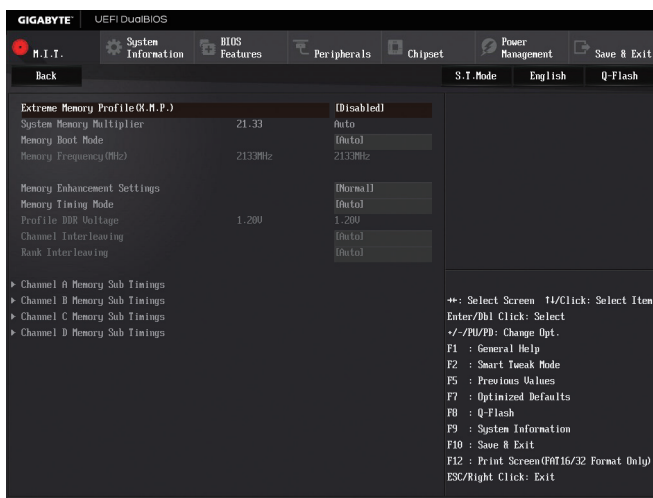 GIGABYTE™ UEFI DualBIOS
M.I.T. System Information BIOS Features Peripherals Chipset Power Management Save & Exit
Back S.T.Mode English Q-Flash
Extreme Memory Profile(X.M.P.) [Disabled]
System Memory Multiplier 21.33 Auto
Memory Boot Mode [Auto]
Memory Frequency(MHz) 2133MHz 2133MHz
Memory Enhancement Settings [Normal]
Memory Timing Mode [Auto]
Profile DDR Voltage 1.20V 1.20V
Channel Interleaving [Auto]
Rank Interleaving [Auto]
Channel A Memory Sub Timings
Channel B Memory Sub Timings
Channel C Memory Sub Timings
Channel D Memory Sub Timings
→←: Select Screen ↑↓/Click: Select Item
Enter/Dbl Click: Select
+/-/PU/PD: Change Opt.
F1 : General Help
F2 : Smart Tweak Mode
F5 : Previous Values
F7 : Optimized Defaults
F8 : Q-Flash
F9 : System Information
F10 : Save & Exit
F12 : Print Screen(FAT16/32 Format Only)
ESC/Right Click: Exit